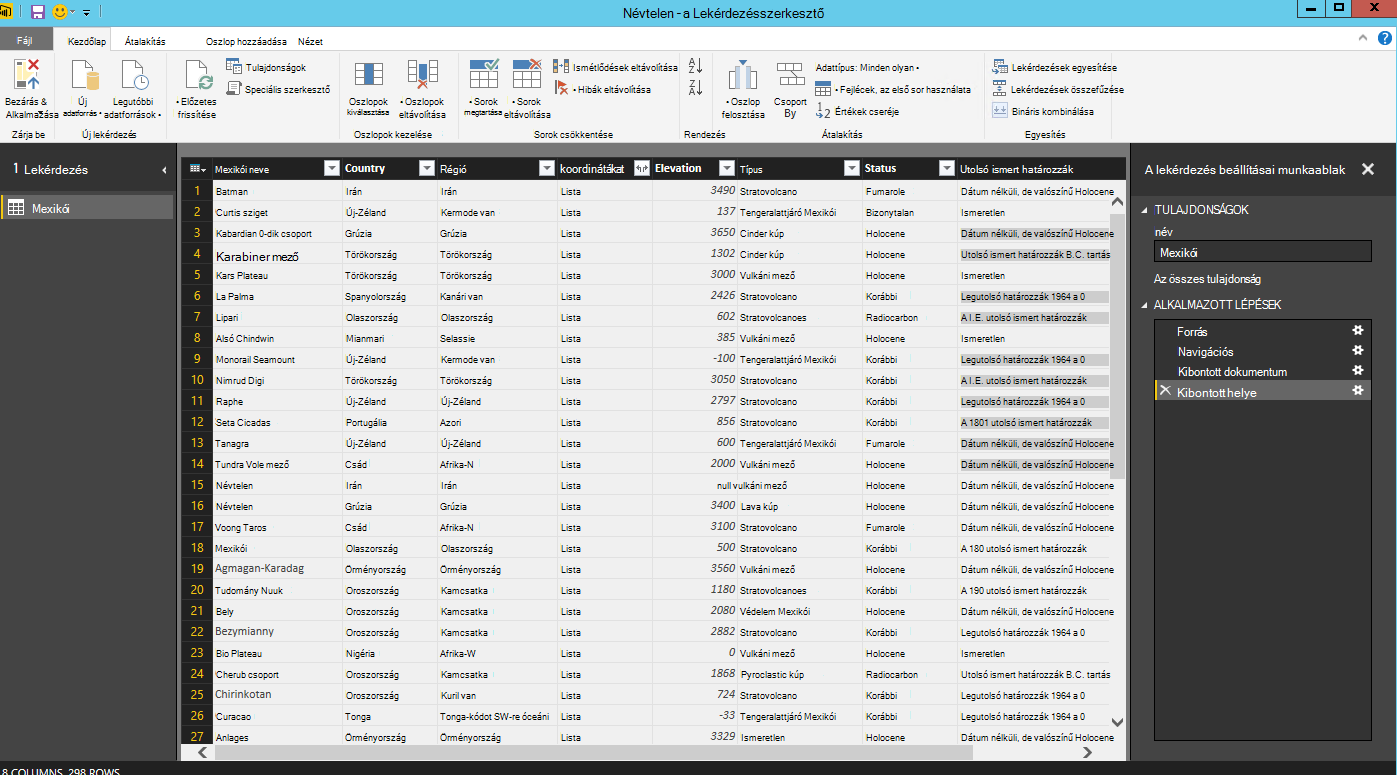 Névtelen - a Lekérdezésszerkesztő
Fájl Kezdőlap Átalakítás Oszlop hozzáadása Nézet
Bezárás & Alkalmazása
Új adatforrás •
Legutóbbi adatforrások •
• Előzetes frissítése
Tulajdonságok
Speciális szerkesztő
Oszlopok kiválasztása
• Oszlopok eltávolítása
• Sorok megtartása
• Sorok eltávolítása
Ismétlődések eltávolítása
• Hibák eltávolítása
• Oszlop felosztása
Csoport By
Adattípus: Minden olyan •
• Fejlécek, az első sor használata
Értékek cseréje
Lekérdezések egyesítése
Lekérdezések összefűzése
Bináris kombinálása
Zárja be Új lekérdezés Oszlopok kezelése Sorok csökkentése Rendezés Átalakítás Egyesítés
1 Lekérdezés
Mexikói
Mexikói neve Country Régió koordinátákat Elevation Típus Status Utolsó ismert határozzák
1 Batman Irán Irán Lista 3490 Stratovolcano Fumarole Dátum nélküli, de valószínű Holocene
2 Curtis sziget Új-Zéland Kermode van Lista 137 Tengeralattjáró Mexikói Bizonytalan Ismeretlen
3 Kabardian 0-dik csoport Grúzia Grúzia Lista 3650 Cinder kúp Holocene Dátum nélküli, de valószínű Holocene
4 Karabiner mező Törökország Törökország Lista 1302 Cinder kúp Holocene Utolsó ismert határozzák B.C. tartás
5 Kars Plateau Törökország Törökország Lista 3000 Vulkáni mező Holocene Ismeretlen
6 La Palma Spanyolország Kanári van Lista 2426 Stratovolcano Korábbi Legutolsó határozzák 1964 a 0
7 Lipari Olaszország Olaszország Lista 602 Stratovolcanoes Radiocarbon A I.E. utolsó ismert határozzák
8 Alsó Chindwin Mianmari Selassie Lista 385 Vulkáni mező Holocene Ismeretlen
9 Monorail Seamount Új-Zéland Kermode van Lista -100 Tengeralattjáró Mexikói Korábbi Legutolsó határozzák 1964 a 0
10 Nimrud Digi Törökország Törökország Lista 3050 Stratovolcano Korábbi A I.E. utolsó ismert határozzák
11 Raphe Új-Zéland Új-Zéland Lista 2797 Stratovolcano Korábbi Legutolsó határozzák 1964 a 0
12 Seta Cicadas Portugália Azori Lista 856 Stratovolcano Korábbi A 1801 utolsó ismert határozzák
13 Tanagra Új-Zéland Új-Zéland Lista 600 Tengeralattjáró Mexikói Fumarole Dátum nélküli, de valószínű Holocene
14 Tundra Vole mező Csád Afrika-N Lista 2000 Vulkáni mező Holocene Dátum nélküli, de valószínű Holocene
15 Névtelen Irán Irán Lista null vulkáni mező Holocene Dátum nélküli, de valószínű Holocene
16 Névtelen Grúzia Grúzia Lista 3400 Lava kúp Holocene Dátum nélküli, de valószínű Holocene
17 Voong Taros Csád Afrika-N Lista 3100 Stratovolcano Fumarole Dátum nélküli, de valószínű Holocene
18 Mexikói Olaszország Olaszország Lista 500 Stratovolcano Korábbi A 180 utolsó ismert határozzák
19 Agmagan-Karadag Örményország Örményország Lista 3560 Vulkáni mező Holocene Dátum nélküli, de valószínű Holocene
20 Tudomány Nuuk Oroszország Kamcsatka Lista 1180 Stratovolcanoes Korábbi A 190 utolsó ismert határozzák
21 Bely Oroszország Kamcsatka Lista 2080 Védelem Mexikói Holocene Dátum nélküli, de valószínű Holocene
22 Bezymianny Oroszország Kamcsatka Lista 2882 Stratovolcano Korábbi Legutolsó határozzák 1964 a 0
23 Bio Plateau Nigéria Afrika-W Lista 0 Vulkáni mező Holocene Ismeretlen
24 Cherub csoport Oroszország Kamcsatka Lista 1868 Pyroclastic kúp Radiocarbon Utolsó ismert határozzák B.C. tartás
25 Chirinkotan Oroszország Kuril van Lista 724 Stratovolcano Korábbi Legutolsó határozzák 1964 a 0
26 Curacao Tonga Tonga-kódot SW-re óceáni Lista -33 Tengeralattjáró Mexikói Korábbi Legutolsó határozzák 1964 a 0
27 Anlages Örményország Örményország Lista 3329 Ismeretlen Holocene Dátum nélküli, de valószínű Holocene
A lekérdezés beállításai munkaablak
TULAJDONSÁGOK
név
Mexikói
Az összes tulajdonság
ALKALMAZOTT LÉPÉSEK
Forrás
Navigációs
Kibontott dokumentum
Kibontott helye
8 COLUMNS, 298 ROWS